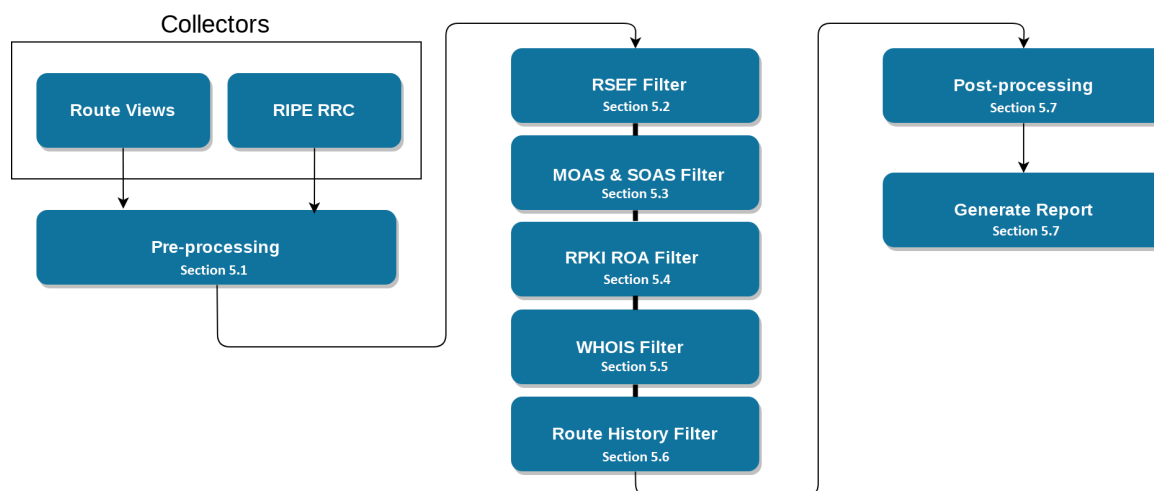 Collectors
Route Views
RIPE RRC
Pre-processing
Section 5.1
RSEF Filter
Section 5.2
MOAS & SOAS Filter
Section 5.3
RPKI ROA Filter
Section 5.4
WHOIS Filter
Section 5.5
Route History Filter
Section 5.6
Post-processing
Section 5.7
Generate Report
Section 5.7